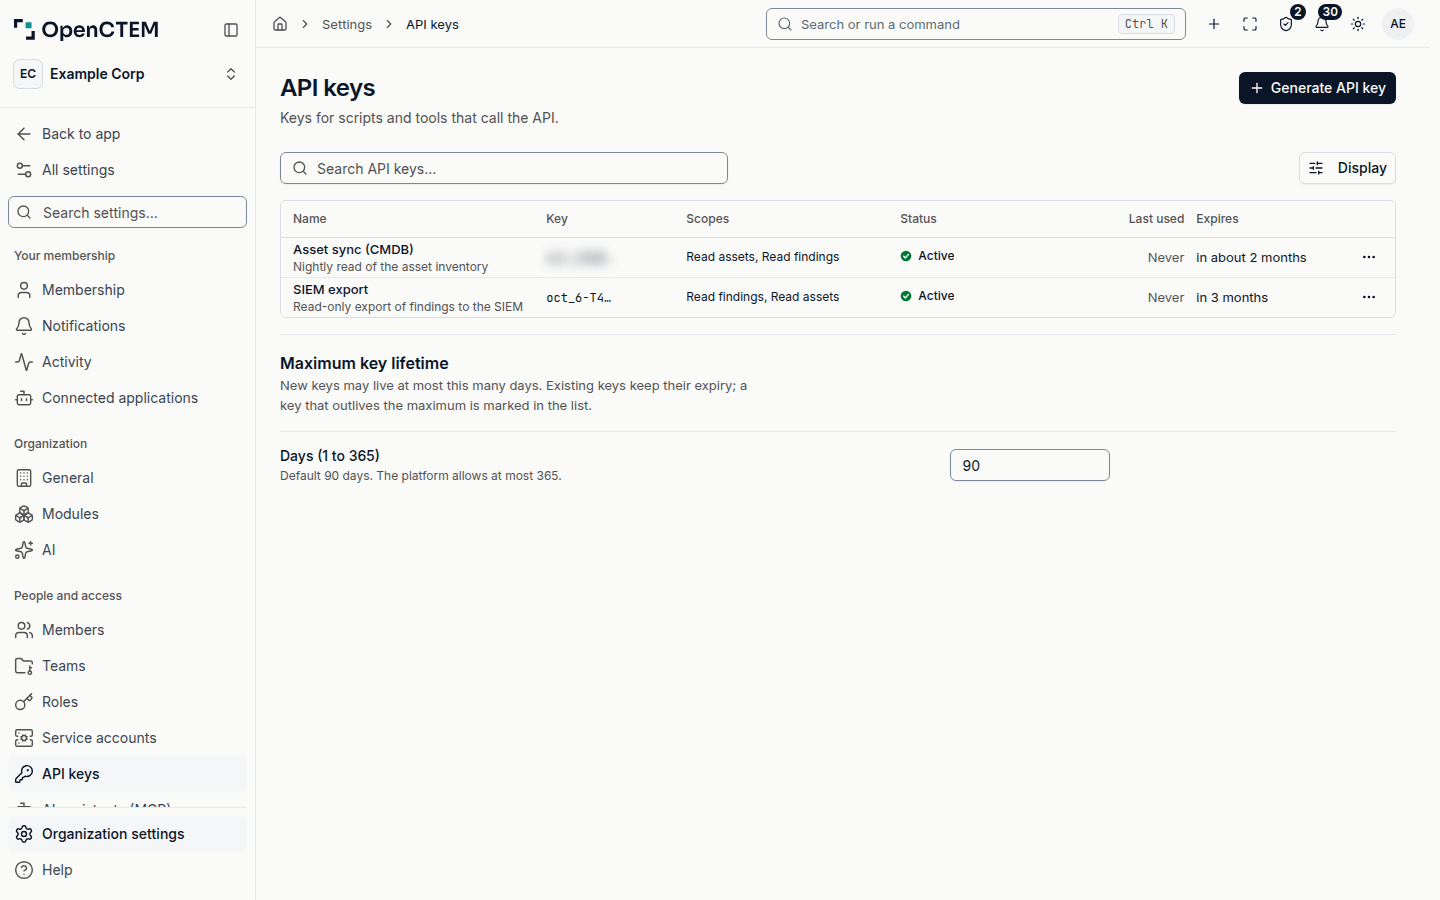 OpenCTEM
EC Example Corp
Back to app
All settings
Search settings...
Your membership
Membership
Notifications
Activity
Connected applications
Organization
General
Modules
AI
People and access
Members
Teams
Roles
Service accounts
API keys
Organization settings
Help
Settings
API keys
Search or run a command
Ctrl K
2
30
AE
API keys
Keys for scripts and tools that call the API.
Generate API key
Search API keys...
Display
Name Key Scopes Status Last used Expires
Asset sync (CMDB)
Nightly read of the asset inventory
Read assets, Read findings Active Never in about 2 months
SIEM export
Read-only export of findings to the SIEM
oct_6-T4… Read findings, Read assets Active Never in 3 months
Maximum key lifetime
New keys may live at most this many days. Existing keys keep their expiry; a
key that outlives the maximum is marked in the list.
Days (1 to 365)
Default 90 days. The platform allows at most 365.
90